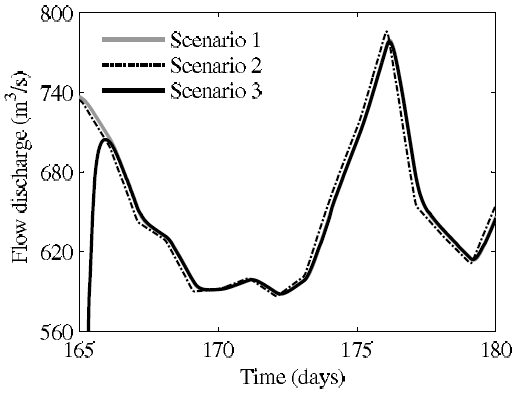 800
740
680
620
560
Flow discharge (m³/s)
Scenario 1
Scenario 2
Scenario 3
165
170
175
180
Time (days)